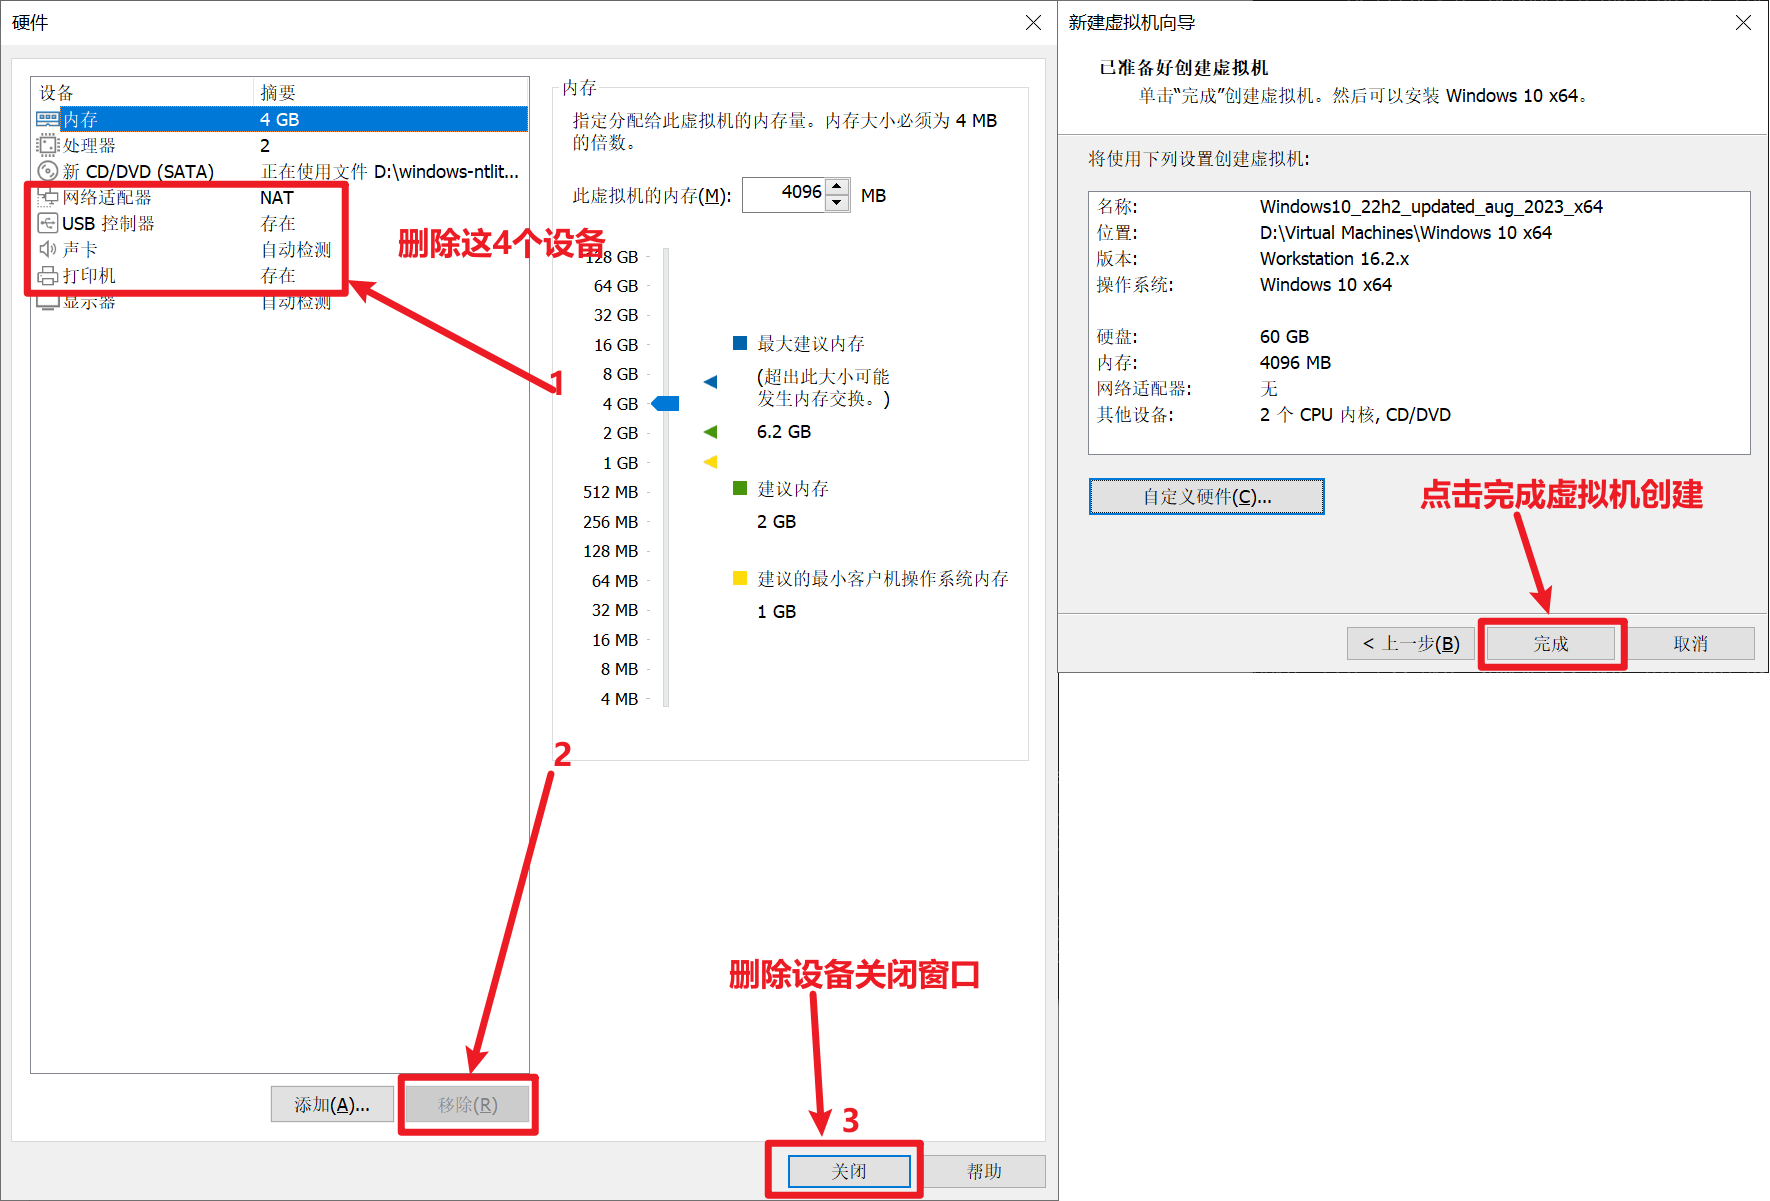 硬件
设备 摘要
内存 4 GB
处理器 2
新 CD/DVD (SATA) 正在使用文件 D:\windows-ntlit...
网络适配器 NAT
USB 控制器 存在
声卡 自动检测
打印机 存在
显示器 自动检测
删除这4个设备
1
2
添加(A)...
移除(R)
内存
指定分配给此虚拟机的内存量。内存大小必须为 4 MB
的倍数。
此虚拟机的内存(M): 4096 MB
128 GB
64 GB
32 GB
16 GB
8 GB
4 GB
2 GB
1 GB
512 MB
256 MB
128 MB
64 MB
32 MB
16 MB
8 MB
4 MB
最大建议内存
(超出此大小可能
发生内存交换。)
6.2 GB
建议内存
2 GB
建议的最小客户机操作系统内存
1 GB
删除设备关闭窗口
3
关闭
帮助
新建虚拟机向导
已准备好创建虚拟机
单击“完成”创建虚拟机。然后可以安装 Windows 10 x64。
将使用下列设置创建虚拟机:
名称: Windows10_22h2_updated_aug_2023_x64
位置: D:\Virtual Machines\Windows 10 x64
版本: Workstation 16.2.x
操作系统: Windows 10 x64
硬盘: 60 GB
内存: 4096 MB
网络适配器: 无
其他设备: 2 个 CPU 内核, CD/DVD
自定义硬件(C)...
点击完成虚拟机创建
< 上一步(B)
完成
取消